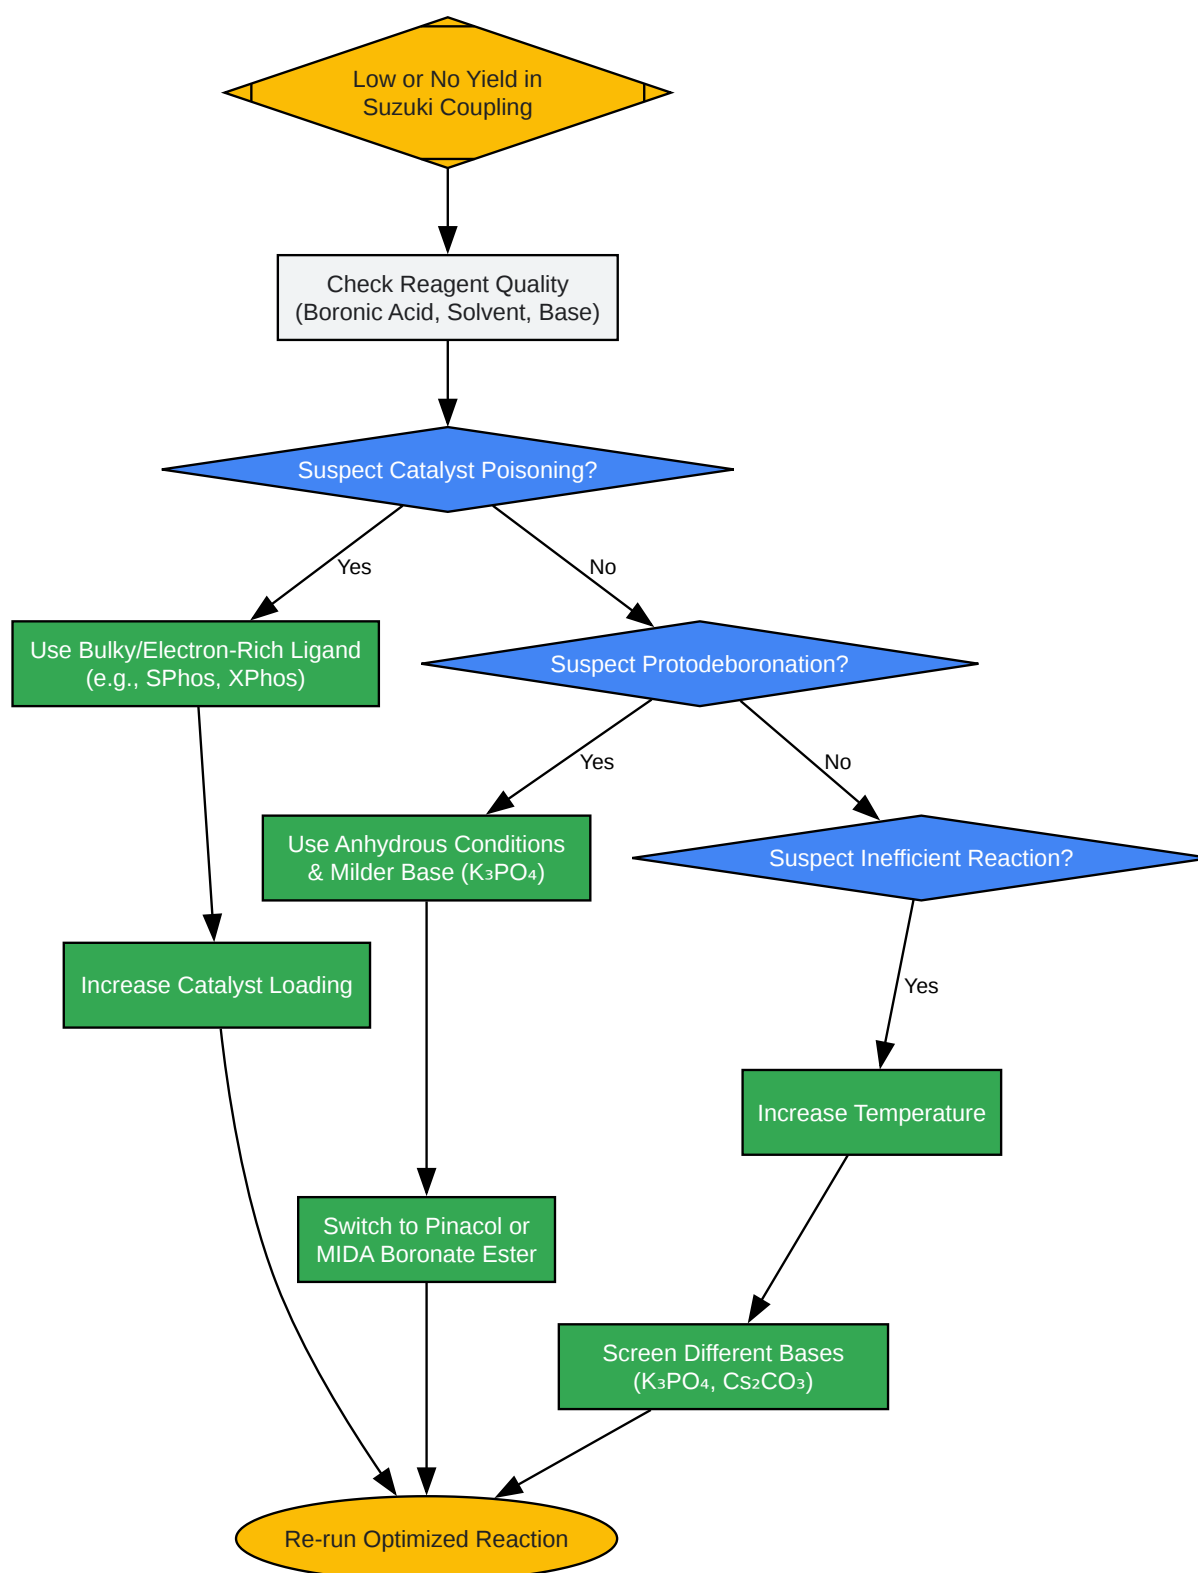 Low or No Yield in
Suzuki Coupling
Check Reagent Quality
(Boronic Acid, Solvent, Base)
Suspect Catalyst Poisoning?
Yes
No
Use Bulky/Electron-Rich Ligand
(e.g., SPhos, XPhos)
Suspect Protodeboronation?
Yes
No
Use Anhydrous Conditions
& Milder Base (K₃PO₄)
Suspect Inefficient Reaction?
Increase Catalyst Loading
Yes
Increase Temperature
Switch to Pinacol or
MIDA Boronate Ester
Screen Different Bases
(K₃PO₄, Cs₂CO₃)
Re-run Optimized Reaction